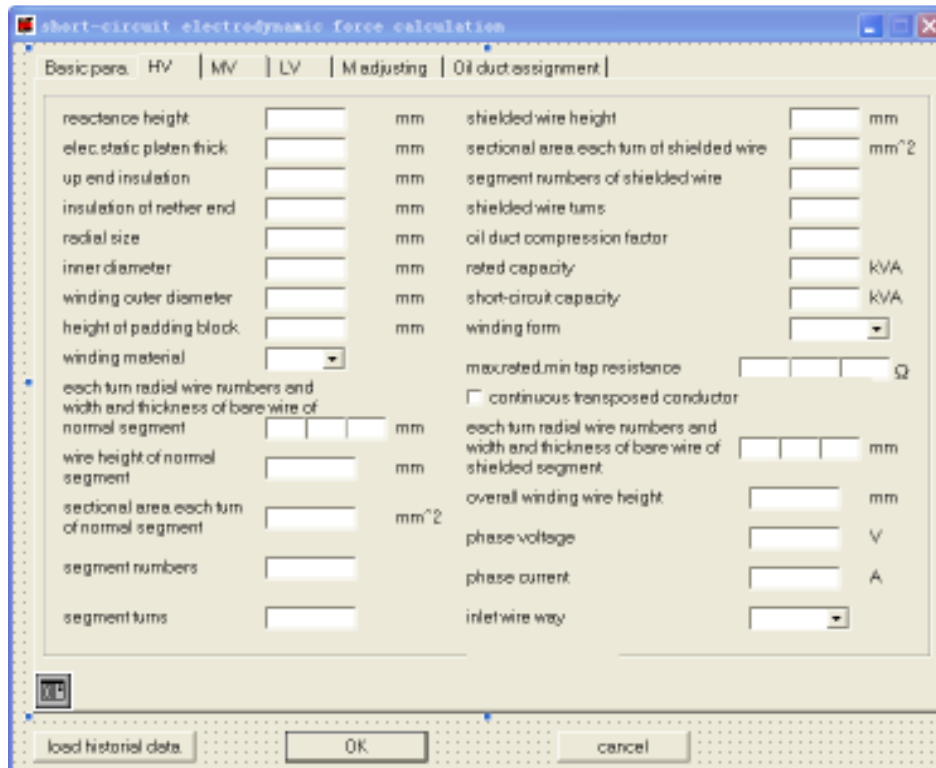 short-circuit electrodynamic force calculation
Basic para. HV MV LV M adjusting Oil duct assignment
reactance height mm
elec.static platen thick mm
up end insulation mm
insulation of nether end mm
radial size mm
inner diameter mm
winding outer diameter mm
height of padding block mm
winding material
each turn radial wire numbers and
width and thickness of bare wire of
normal segment mm
wire height of normal
segment mm
sectional area each turn
of normal segment mm^2
segment numbers
segment turns
shielded wire height mm
sectional area each turn of shielded wire mm^2
segment numbers of shielded wire
shielded wire turns
oil duct compression factor
rated capacity kVA
short-circuit capacity kVA
winding form
max.rated.min tap resistance Ω
continuous transposed conductor
each turn radial wire numbers and
width and thickness of bare wire of
shielded segment mm
overall winding wire height mm
phase voltage V
phase current A
inlet wire way
load historial data OK cancel